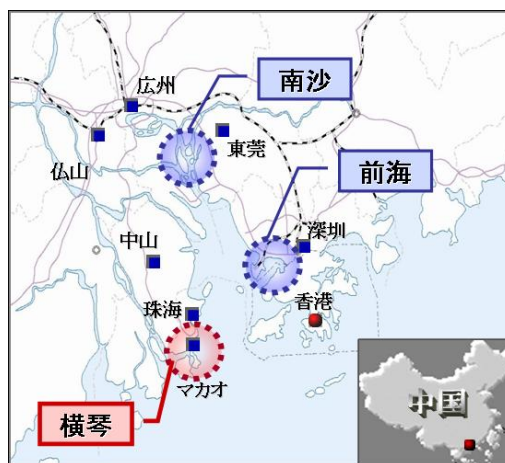 広州
南沙
東莞
仏山
前海
深圳
中山
珠海
香港
マカオ
横琴
中国